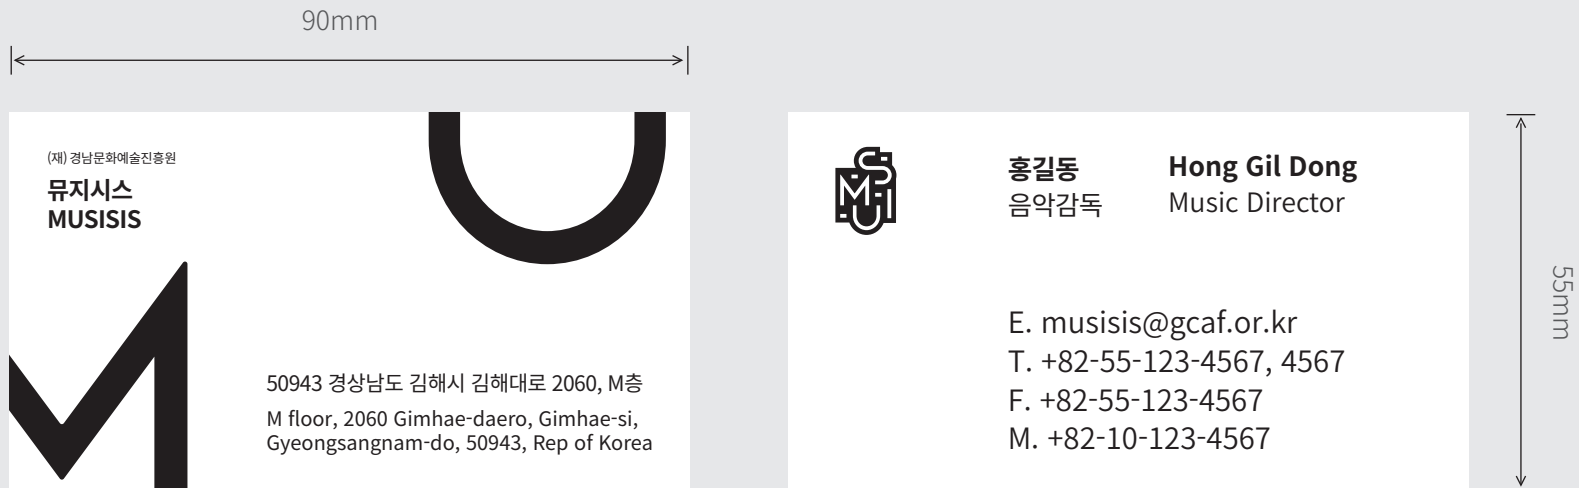 90mm
(재) 경남문화예술진흥원
뮤지시스
MUSISIS
50943 경상남도 김해시 김해대로 2060, M층
M floor, 2060 Gimhae-daero, Gimhae-si,
Gyeongsangnam-do, 50943, Rep of Korea
홍길동
음악감독
Hong Gil Dong
Music Director
E. musisis@gcaf.or.kr
T. +82-55-123-4567, 4567
F. +82-55-123-4567
M. +82-10-123-4567
55mm